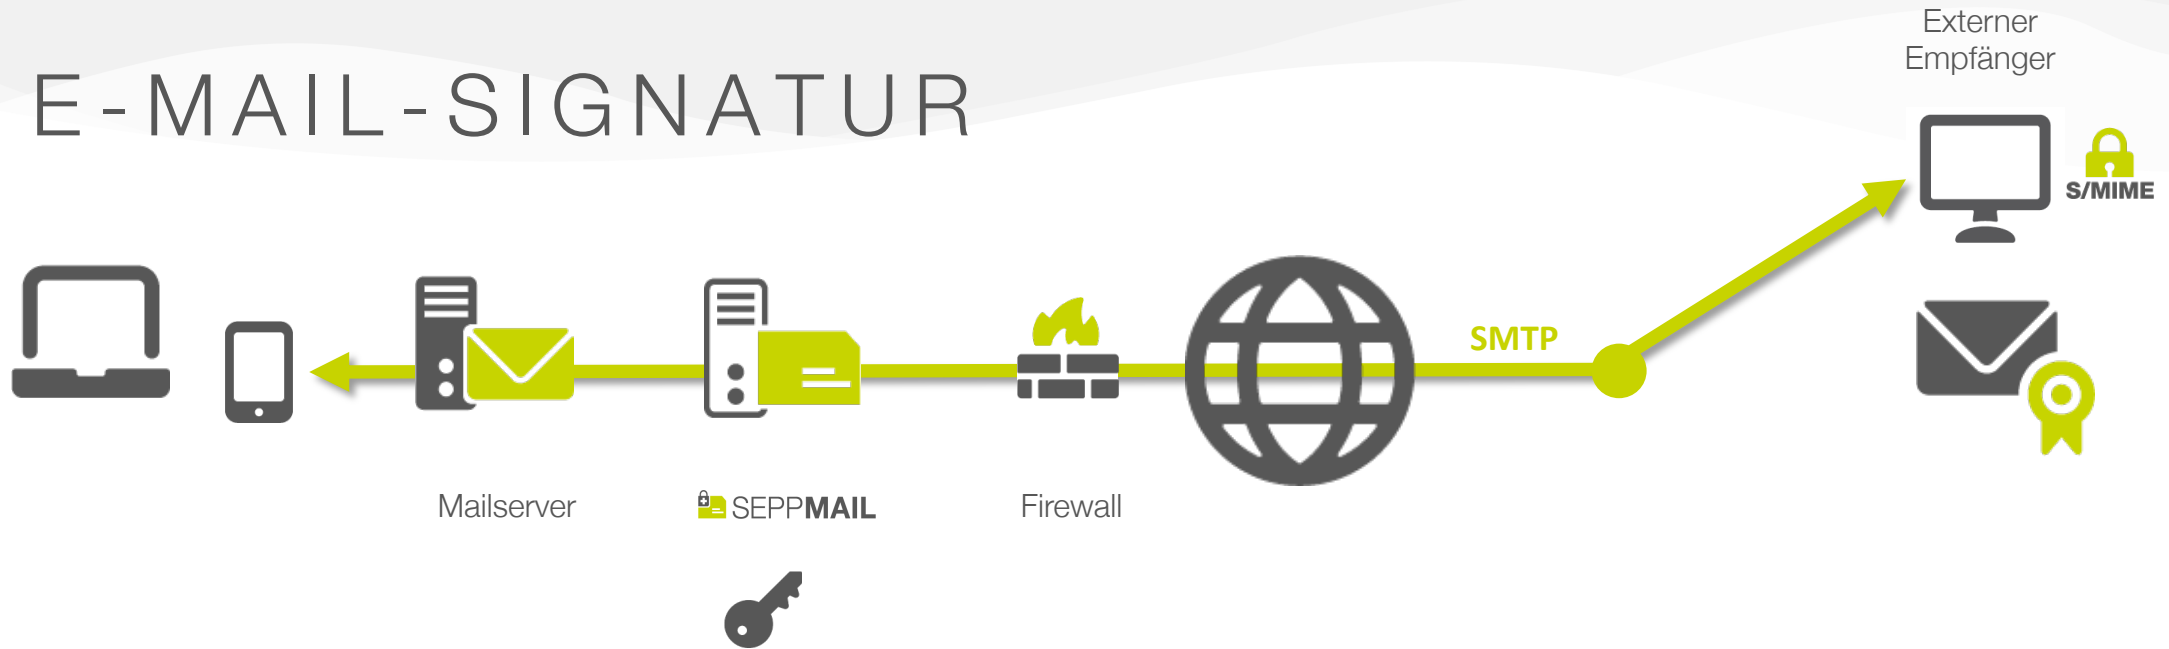 Externer
Empfänger
E-MAIL-SIGNATUR
S/MIME
SMTP
Mailserver
SEPPMAIL
Firewall